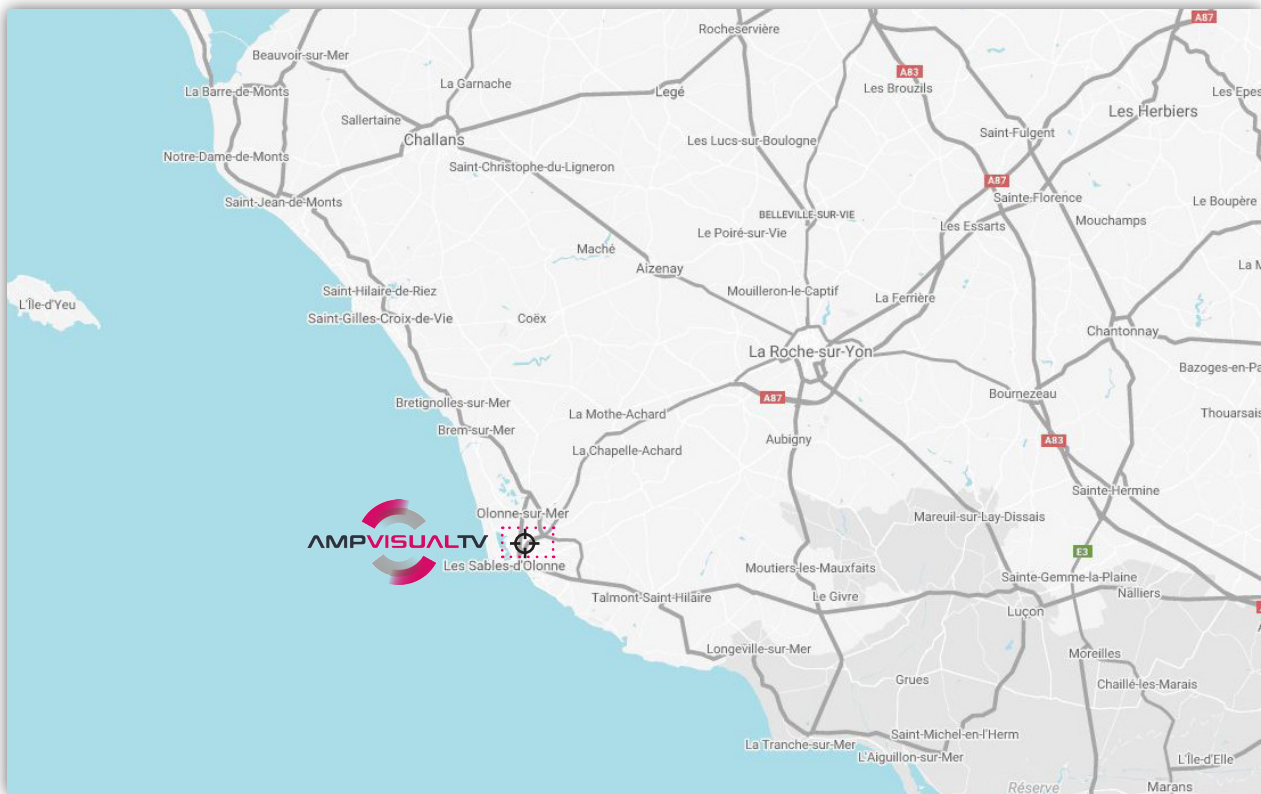 A87
Rocheservière
Beauvoir-sur-Mer
A83
La Garnache
Les Brouzils
La Barre-de-Monts
Legé
Les Epes
Les Herbiers
Sallertaine
Challans
Saint-Fulgent
Les Lucs-sur-Boulogne
Notre-Dame-de-Monts
Saint-Christophe-du-Ligneron
A87
Saint-Jean-de-Monts
Sainte-Florence
Le Boupère
BELLEVILLE-SUR-VIE
Mouchamps
Les Essarts
Le Poiré-sur-Vie
Maché
Aizenay
La M
Saint-Hilaire-de-Riez
Mouilleron-le-Captif
La Ferrière
L'Île-d'Yeu
Saint-Gilles-Croix-de-Vie
Coëx
Chantonnay
La Roche-sur-Yon
Bazoges-en-Pa
Bournezeau
A87
Bretignolles-sur-Mer
La Mothe-Achard
Thouarsais
Brem-sur-Mer
Aubigny
A83
La Chapelle-Achard
Sainte-Hermine
Olonne-sur-Mer
Mareuil-sur-Lay-Dissais
AMPVISUALTV
E3
Les Sables-d'Olonne
Moutiers-les-Mauxfaits
Sainte-Gemme-la-Plaine
Nalliers
Talmont-Saint-Hilaire
Le Givre
Luçon
Longeville-sur-Mer
Moreilles
Grues
Chaillé-les-Marais
Saint-Michel-en-l'Herm
La Tranche-sur-Mer
L'Aiguillon-sur-Mer
L'Île-d'Elle
Réserve
Marans